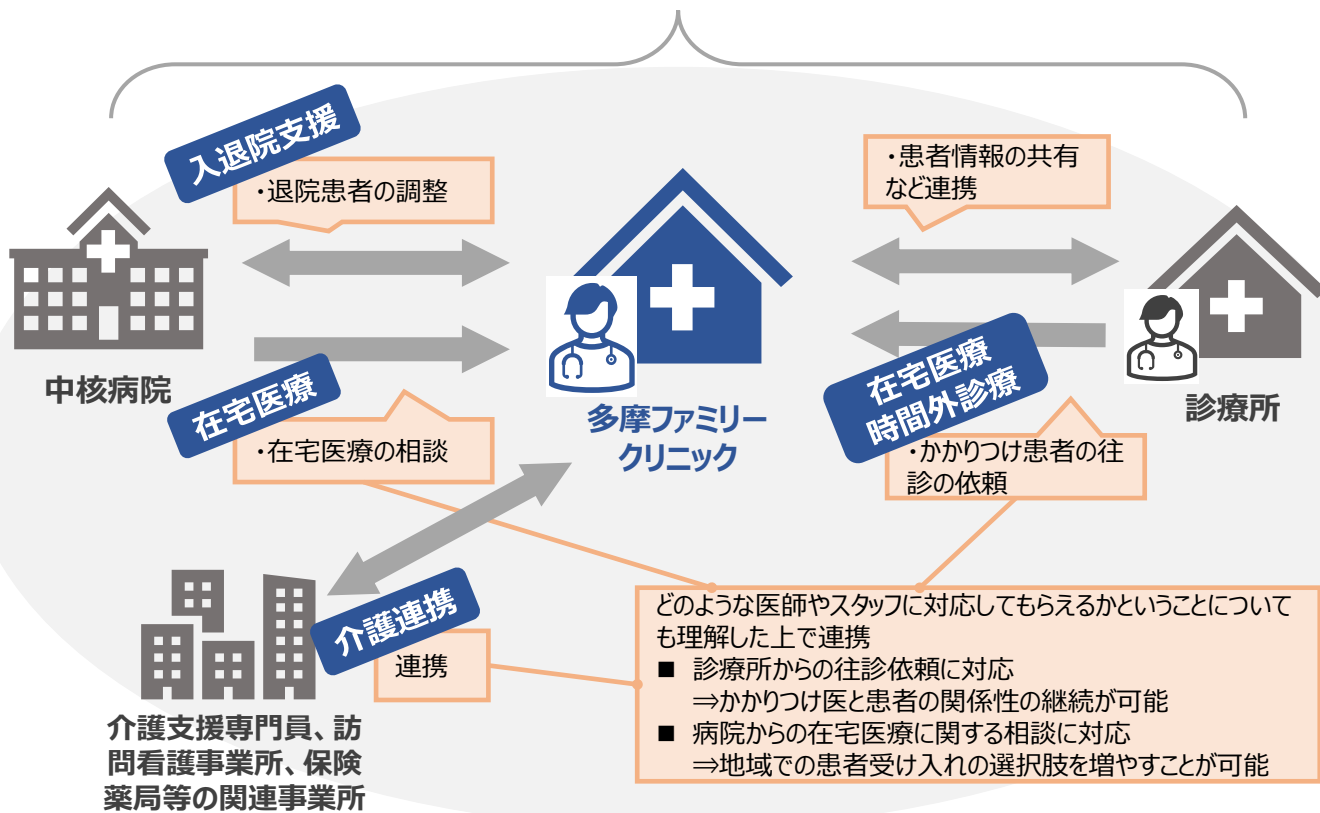 入退院支援
・退院患者の調整
・患者情報の共有
など連携
中核病院
在宅医療
・在宅医療の相談
多摩ファミリー
クリニック
在宅医療
時間外診療
・かかりつけ患者の往
診の依頼
診療所
介護連携
連携
介護支援専門員、訪
問看護事業所、保険
薬局等の関連事業所
どのような医師やスタッフに対応してもらえるかということについて
も理解した上で連携
■ 診療所からの往診依頼に対応
⇒かかりつけ医と患者の関係性の継続が可能
■ 病院からの在宅医療に関する相談に対応
⇒地域での患者受け入れの選択肢を増やすことが可能